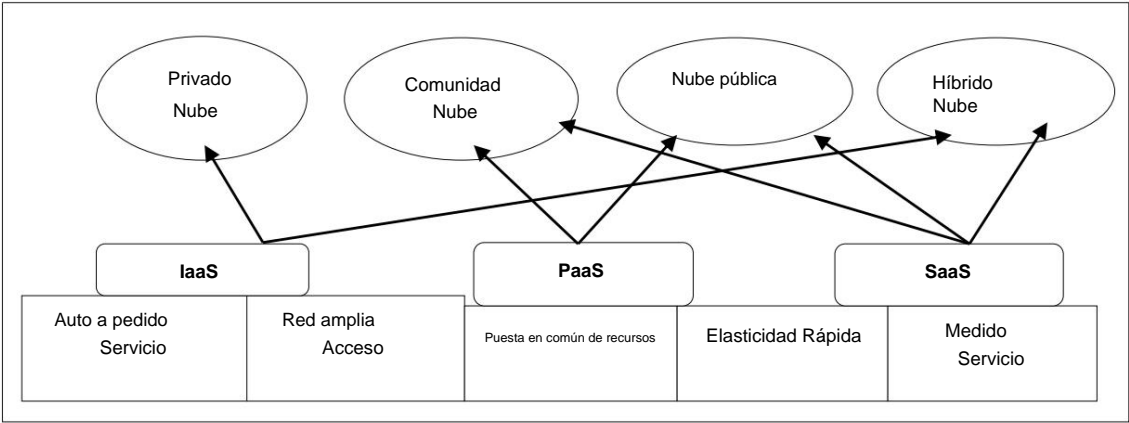 Privado
Nube
Comunidad
Nube
Nube pública
Híbrido
Nube
IaaS
PaaS
SaaS
Auto a pedido
Servicio
Red amplia
Acceso
Puesta en común de recursos
Elasticidad Rápida
Medido
Servicio